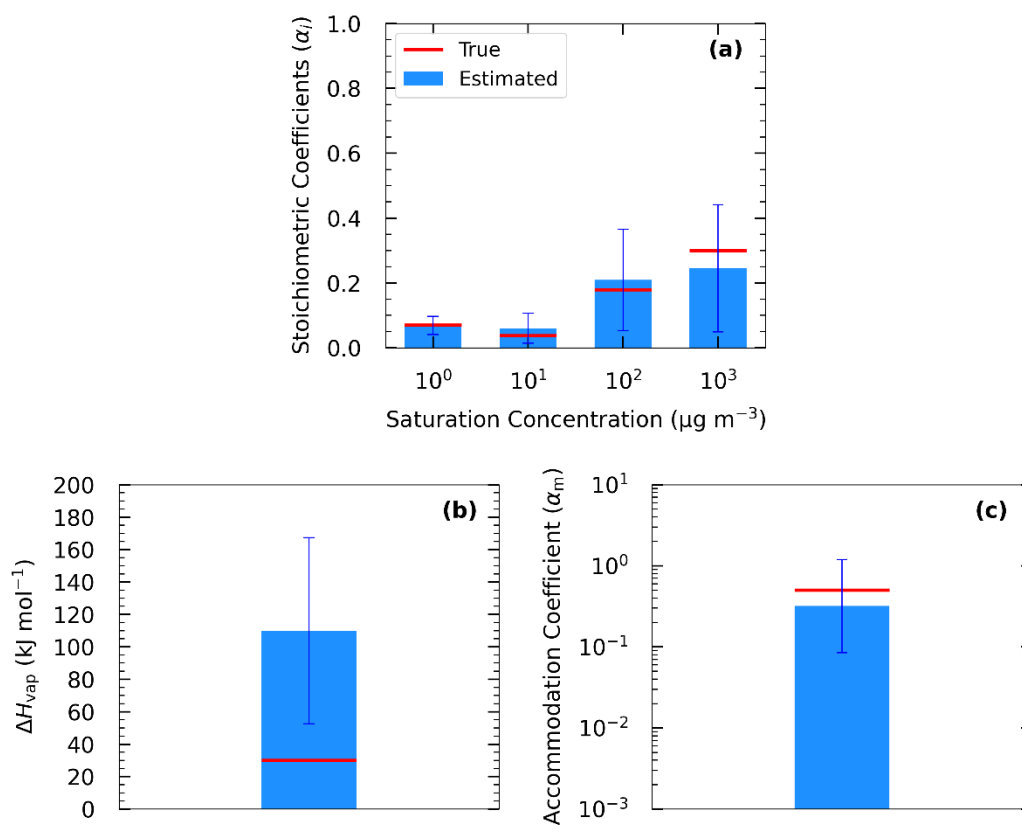 (a)
True
Estimated
Stoichiometric Coefficients (αᵢ)
1.0
0.8
0.6
0.4
0.2
0.0
10⁰ 10¹ 10² 10³
Saturation Concentration (µg m⁻³)
(b)
ΔHvap (kJ mol⁻¹)
200
180
160
140
120
100
80
60
40
20
0
(c)
Accommodation Coefficient (αm)
10¹
10⁰
10⁻¹
10⁻²
10⁻³